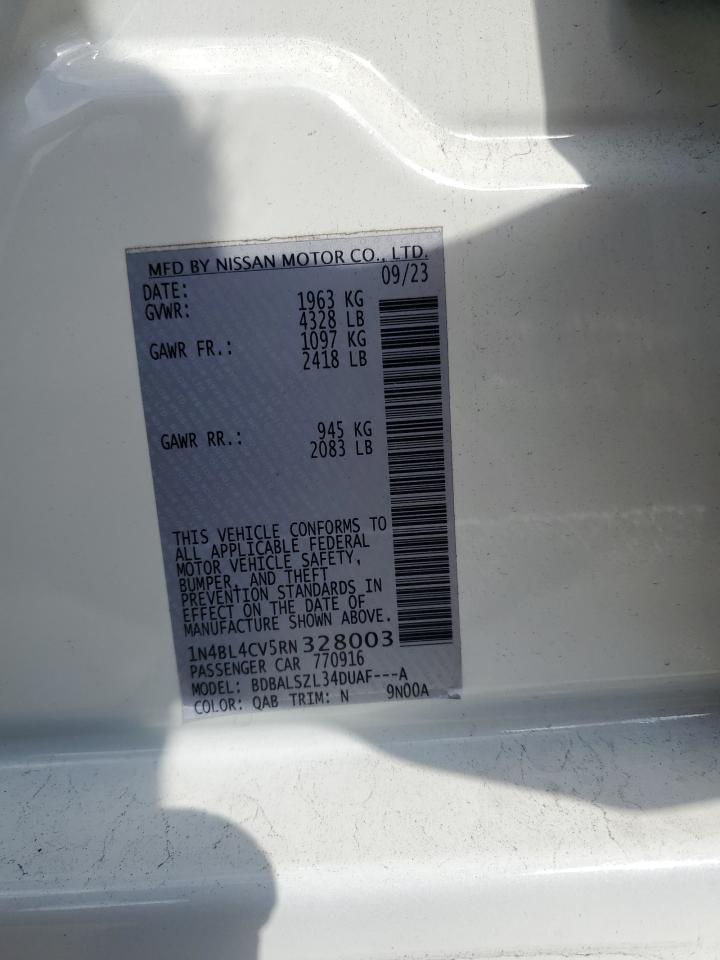 MFD BY NISSAN MOTOR CO., LTD.
DATE: 09/23
GVWR: 1963 KG
4328 LB
GAWR FR.: 1097 KG
2418 LB
GAWR RR.: 945 KG
2083 LB
THIS VEHICLE CONFORMS TO
ALL APPLICABLE FEDERAL
MOTOR VEHICLE SAFETY,
BUMPER, AND THEFT
PREVENTION STANDARDS IN
EFFECT ON THE DATE OF
MANUFACTURE SHOWN ABOVE.
1N4BL4CV5RN328003
PASSENGER CAR 770916
MODEL: BDBALSZL34DUAF---A
COLOR: QAB TRIM: N 9N00A